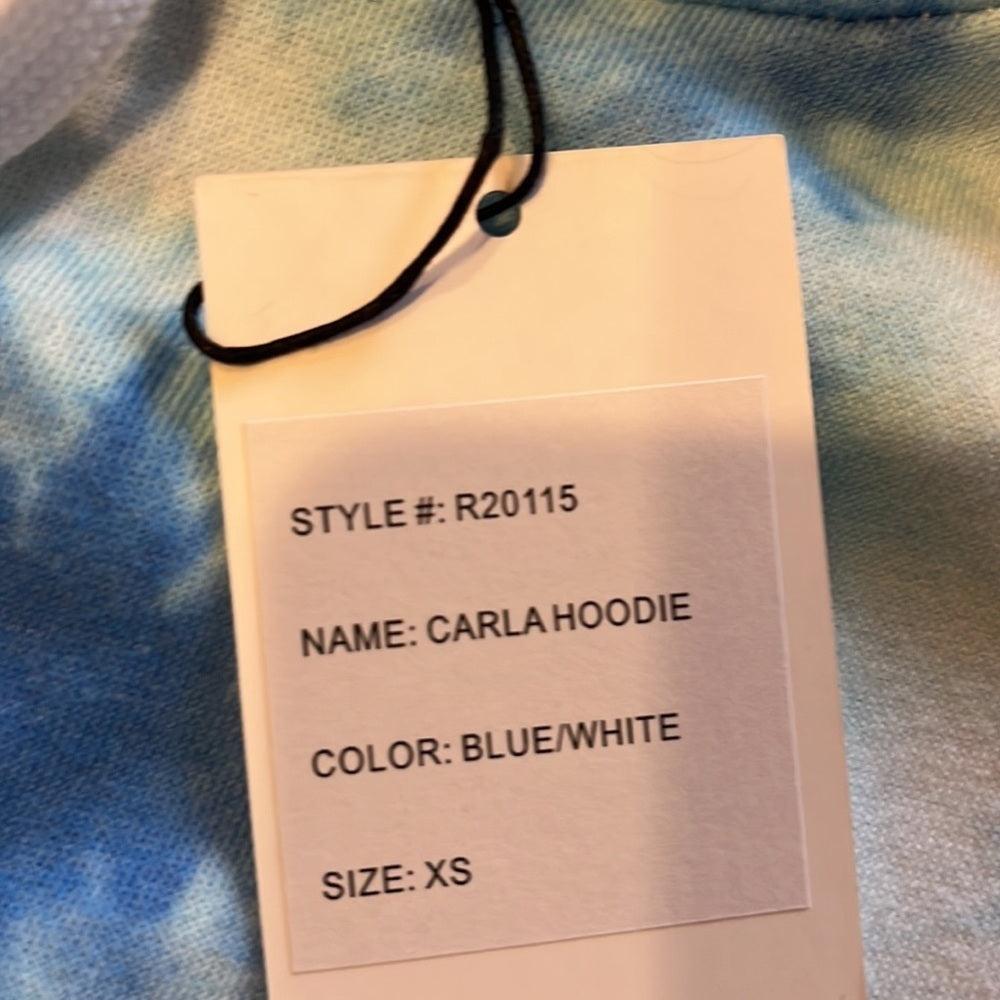 STYLE #: R20115
NAME: CARLA HOODIE
COLOR: BLUE/WHITE
SIZE: XS